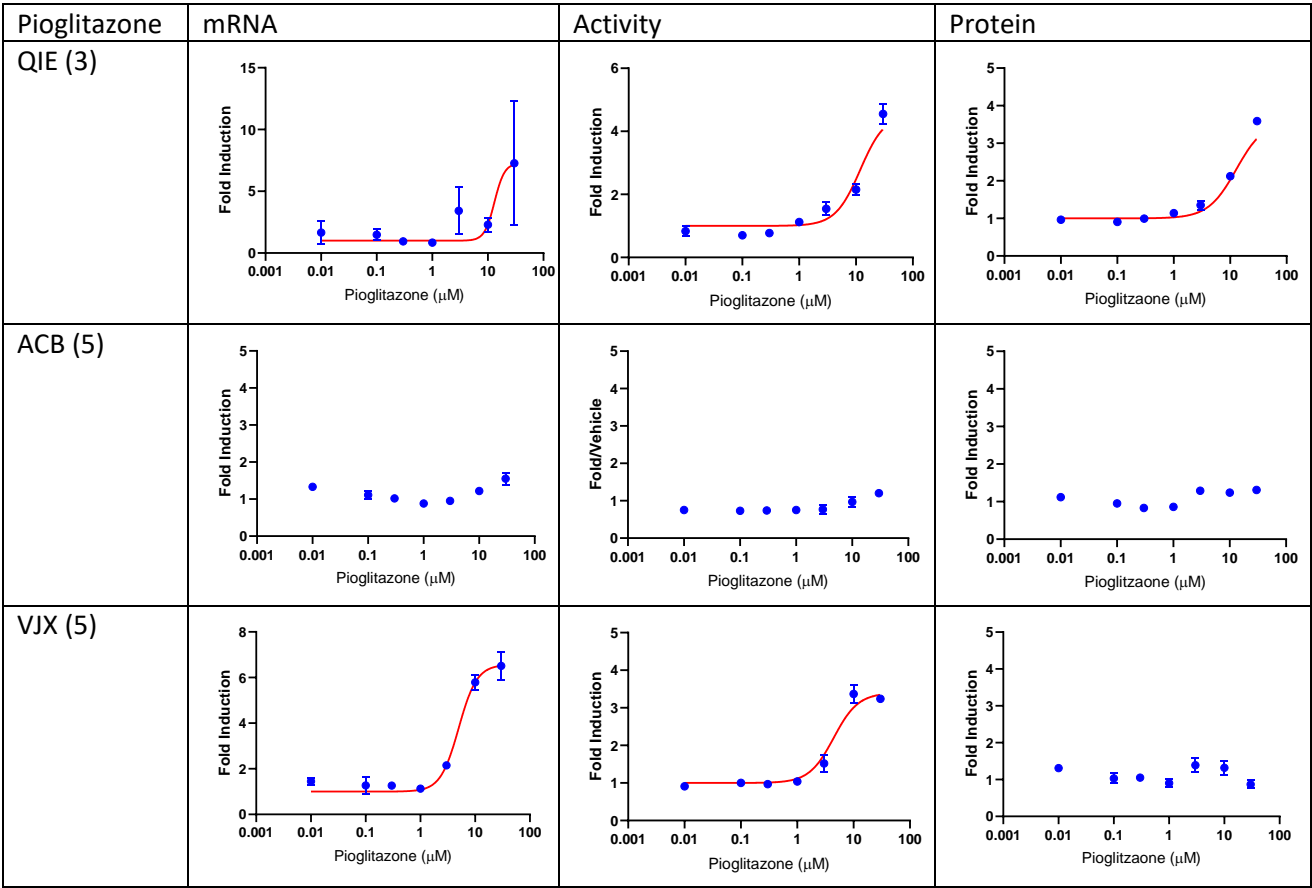 Pioglitazone mRNA Activity Protein
QIE (3)
Fold Induction
15
10
5
0
0.001 0.01 0.1 1 10 100
Pioglitazone (μM)
Fold Induction
6
4
2
0
0.001 0.01 0.1 1 10 100
Pioglitazone (μM)
Fold Induction
5
4
3
2
1
0
0.001 0.01 0.1 1 10 100
Pioglitzaone (μM)
ACB (5)
Fold Induction
5
4
3
2
1
0
0.001 0.01 0.1 1 10 100
Pioglitazone (μM)
Fold/Vehicle
5
4
3
2
1
0
0.001 0.01 0.1 1 10 100
Pioglitazone (μM)
Fold Induction
5
4
3
2
1
0
0.001 0.01 0.1 1 10 100
Pioglitzaone (μM)
VJX (5)
Fold Induction
8
6
4
2
0
0.001 0.01 0.1 1 10 100
Pioglitazone (μM)
Fold Induction
5
4
3
2
1
0
0.001 0.01 0.1 1 10 100
Pioglitazone (μM)
Fold Induction
5
4
3
2
1
0
0.001 0.01 0.1 1 10 100
Pioglitzaone (μM)